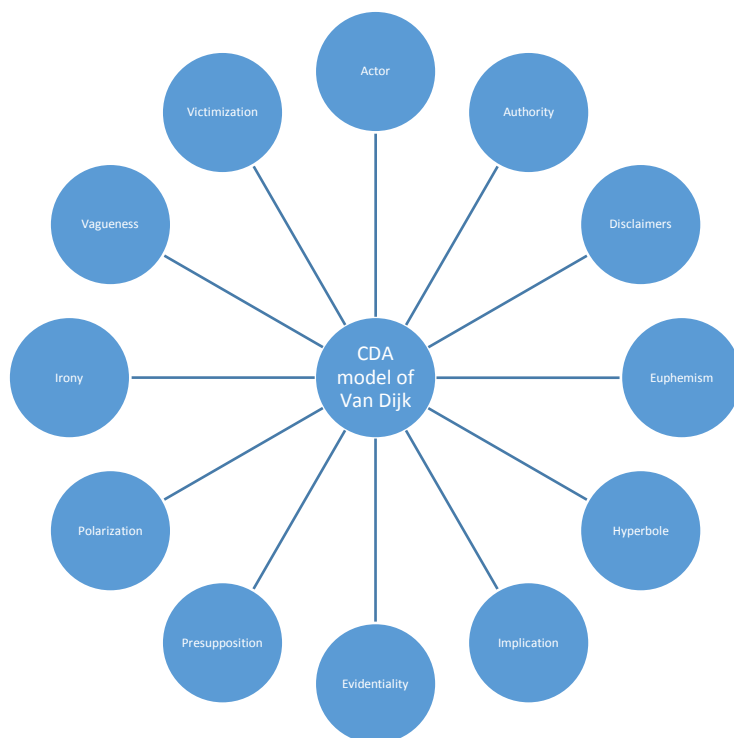 Actor
Authority
Disclaimers
Euphemism
Hyperbole
Implication
Evidentiality
Presupposition
Polarization
Irony
Vagueness
Victimization
CDA
model of
Van Dijk